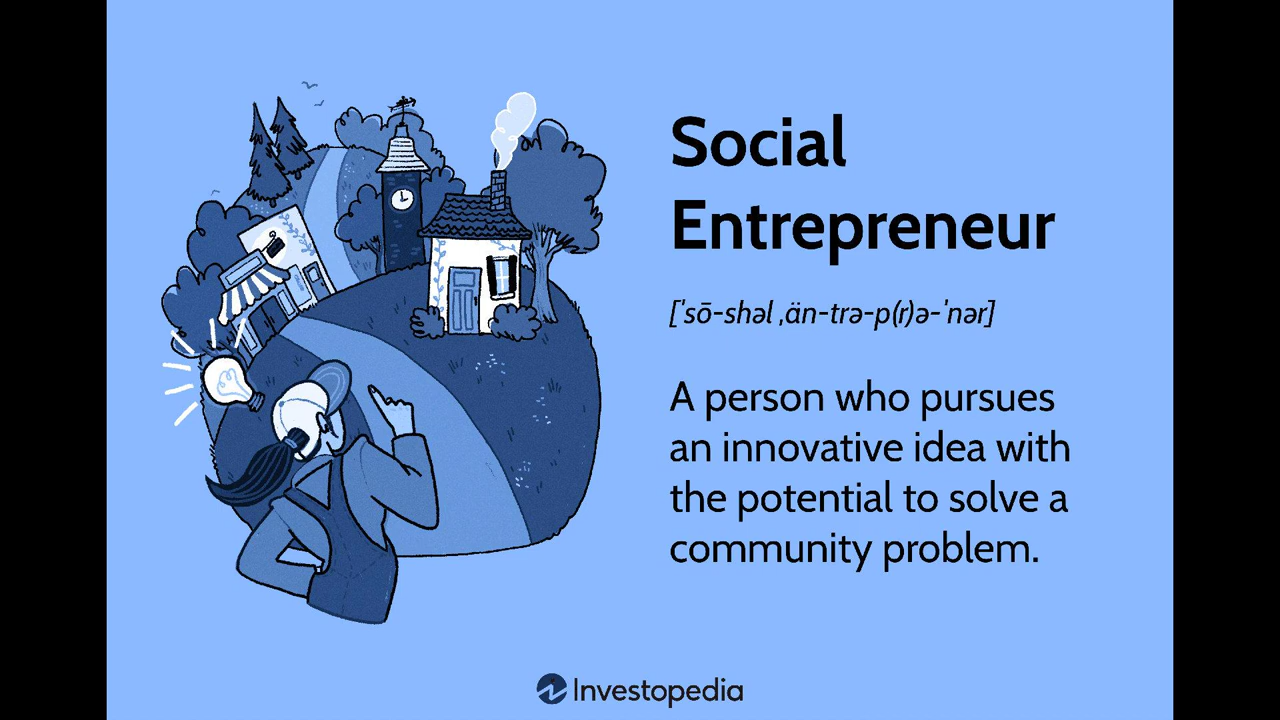 Social
Entrepreneur
[ˈsō-shəl ˌän-trə-p(r)ə-ˈnər]
A person who pursues
an innovative idea with
the potential to solve a
community problem.
Investopedia